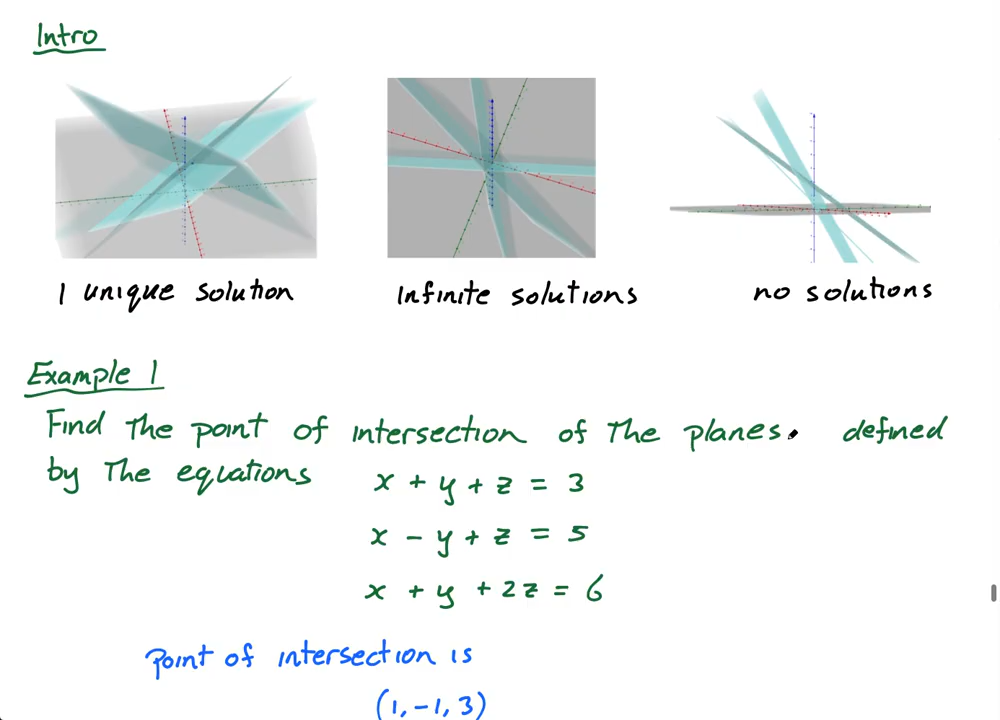 Intro
1 unique solution
infinite solutions
no solutions
Example 1
Find the point of intersection of the planes. defined
by the equations
x + y + z = 3
x - y + z = 5
x + y + 2z = 6
point of intersection is
(1, -1, 3)